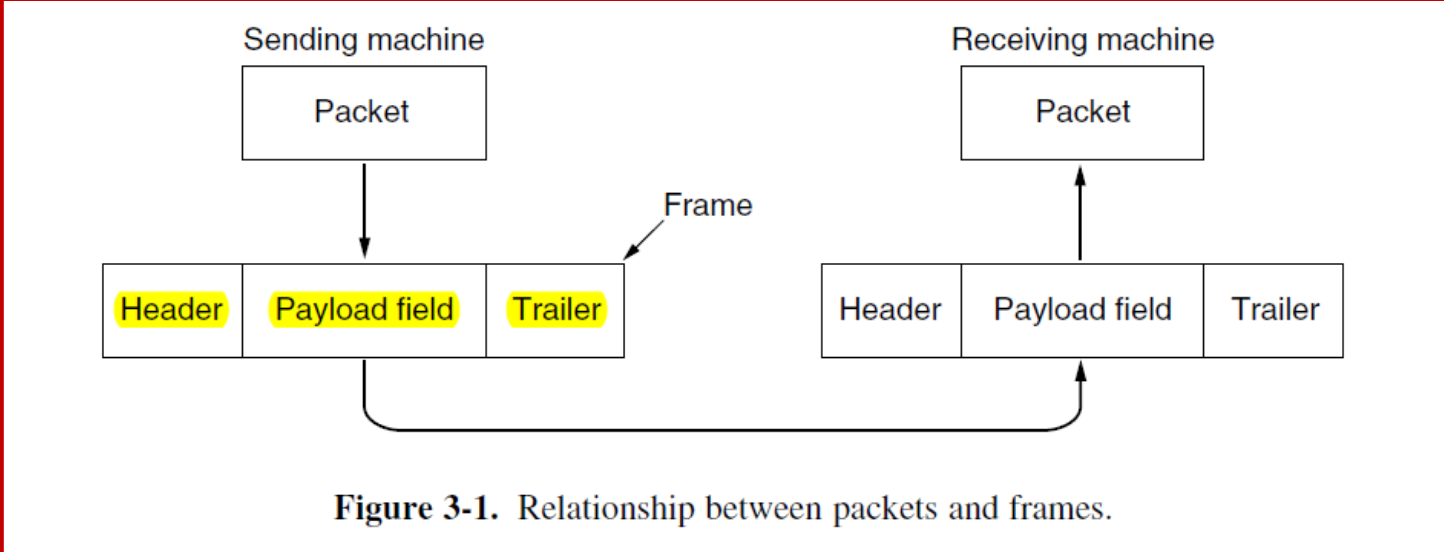 Sending machine
Receiving machine
Packet
Packet
Frame
Header
Payload field
Trailer
Header
Payload field
Trailer
Figure 3-1. Relationship between packets and frames.